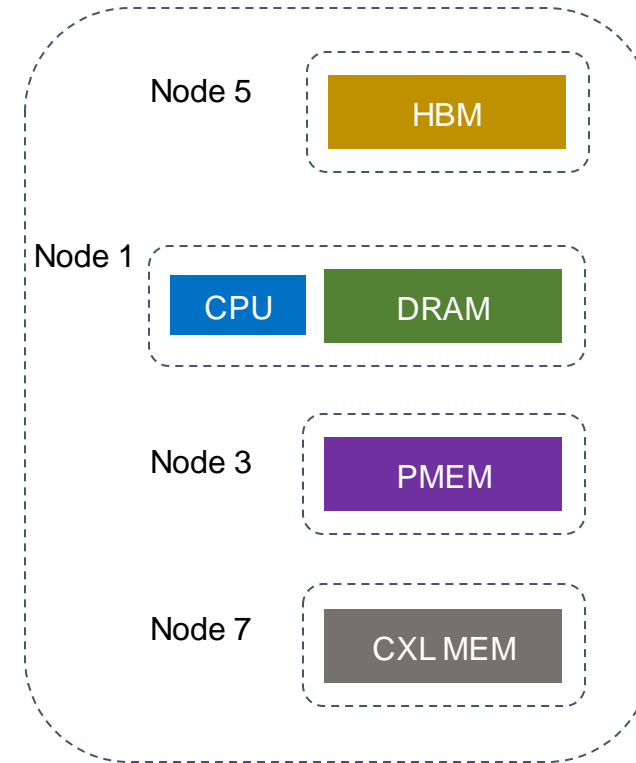 Node 5
HBM
Node 1
CPU
DRAM
Node 3
PMEM
Node 7
CXL MEM